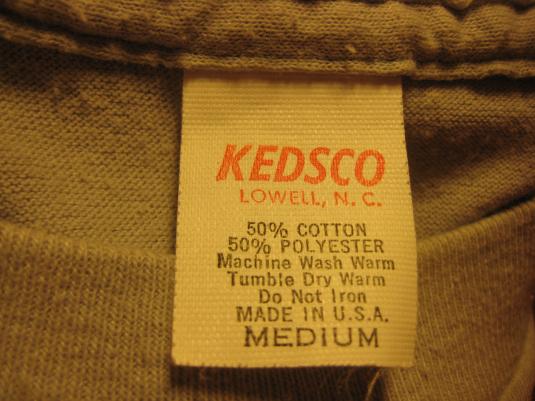 KEDSCO
LOWELL, N. C.
50% COTTON
50% POLYESTER
Machine Wash Warm
Tumble Dry Warm
Do Not Iron
MADE IN U.S.A.
MEDIUM